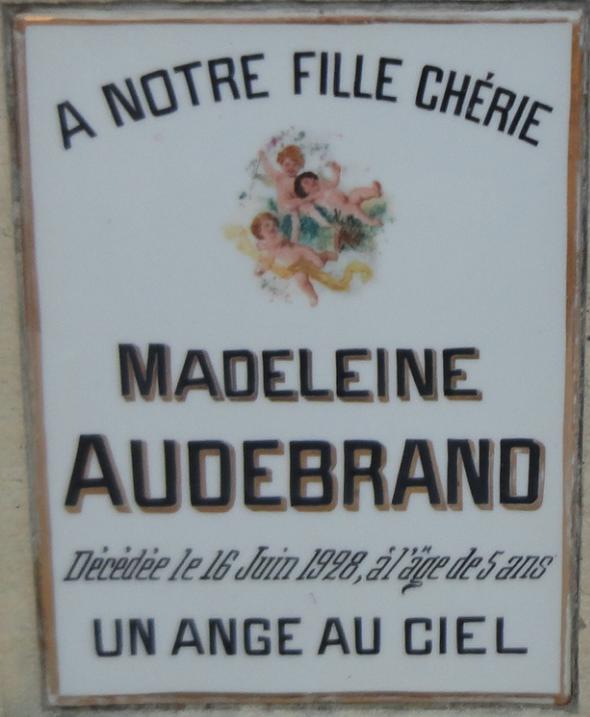 A NOTRE FILLE CHÉRIE
MADELEINE
AUDEBRAND
Décédée le 16 Juin 1928, á l'âge de 5 ans
UN ANGE AU CIEL